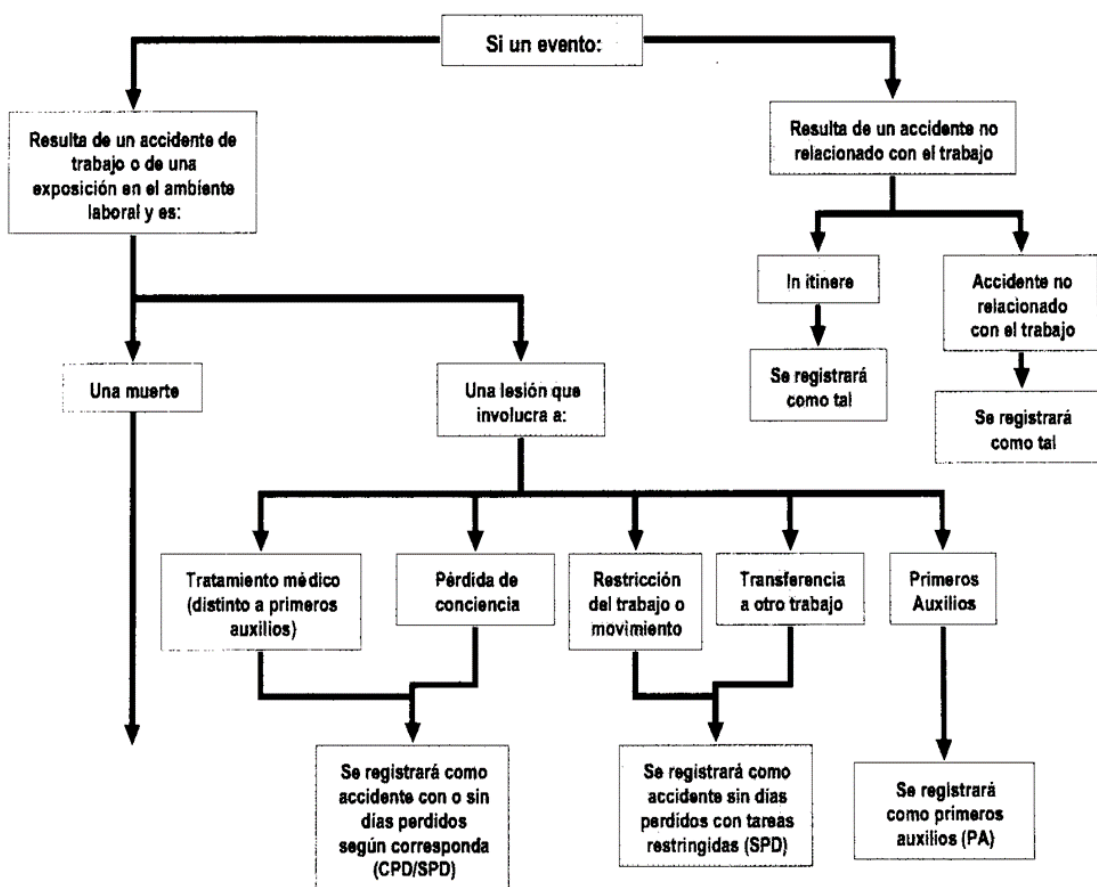 Si un evento:
Resulta de un accidente de
trabajo o de una
exposición en el ambiente
laboral y es:
Resulta de un accidente no
relacionado con el trabajo
In itinere
Accidente no
relacionado
con el trabajo
Se registrará
como tal
Se registrará
como tal
Una muerte
Una lesión que
involucra a:
Tratamiento médico
(distinto a primeros
auxilios)
Pérdida de
conciencia
Restricción
del trabajo o
movimiento
Transferencia
a otro trabajo
Primeros
Auxilios
Se registrará como
accidente con o sin
días perdidos
según corresponda
(CPD/SPD)
Se registrará como
accidente sin días
perdidos con tareas
restringidas (SPD)
Se registrará
como primeros
auxilios (PA)